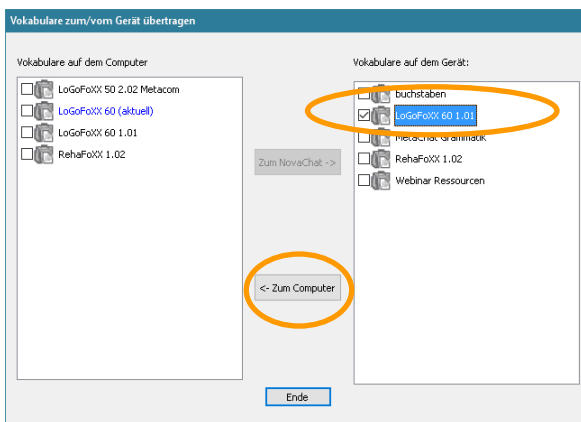 Vokabulare zum/vom Gerät übertragen
Vokabulare auf dem Computer
LoGoFoXX 50 2.02 Metacom
LoGoFoXX 60 (aktuell)
LoGoFoXX 60 1.01
RehaFoXX 1.02
Zum NovaChat ->
<- Zum Computer
Vokabulare auf dem Gerät:
buchstaben
LoGoFoXX 60 1.01
MetaChat Grammatik
RehaFoXX 1.02
Webinar Ressourcen
Ende